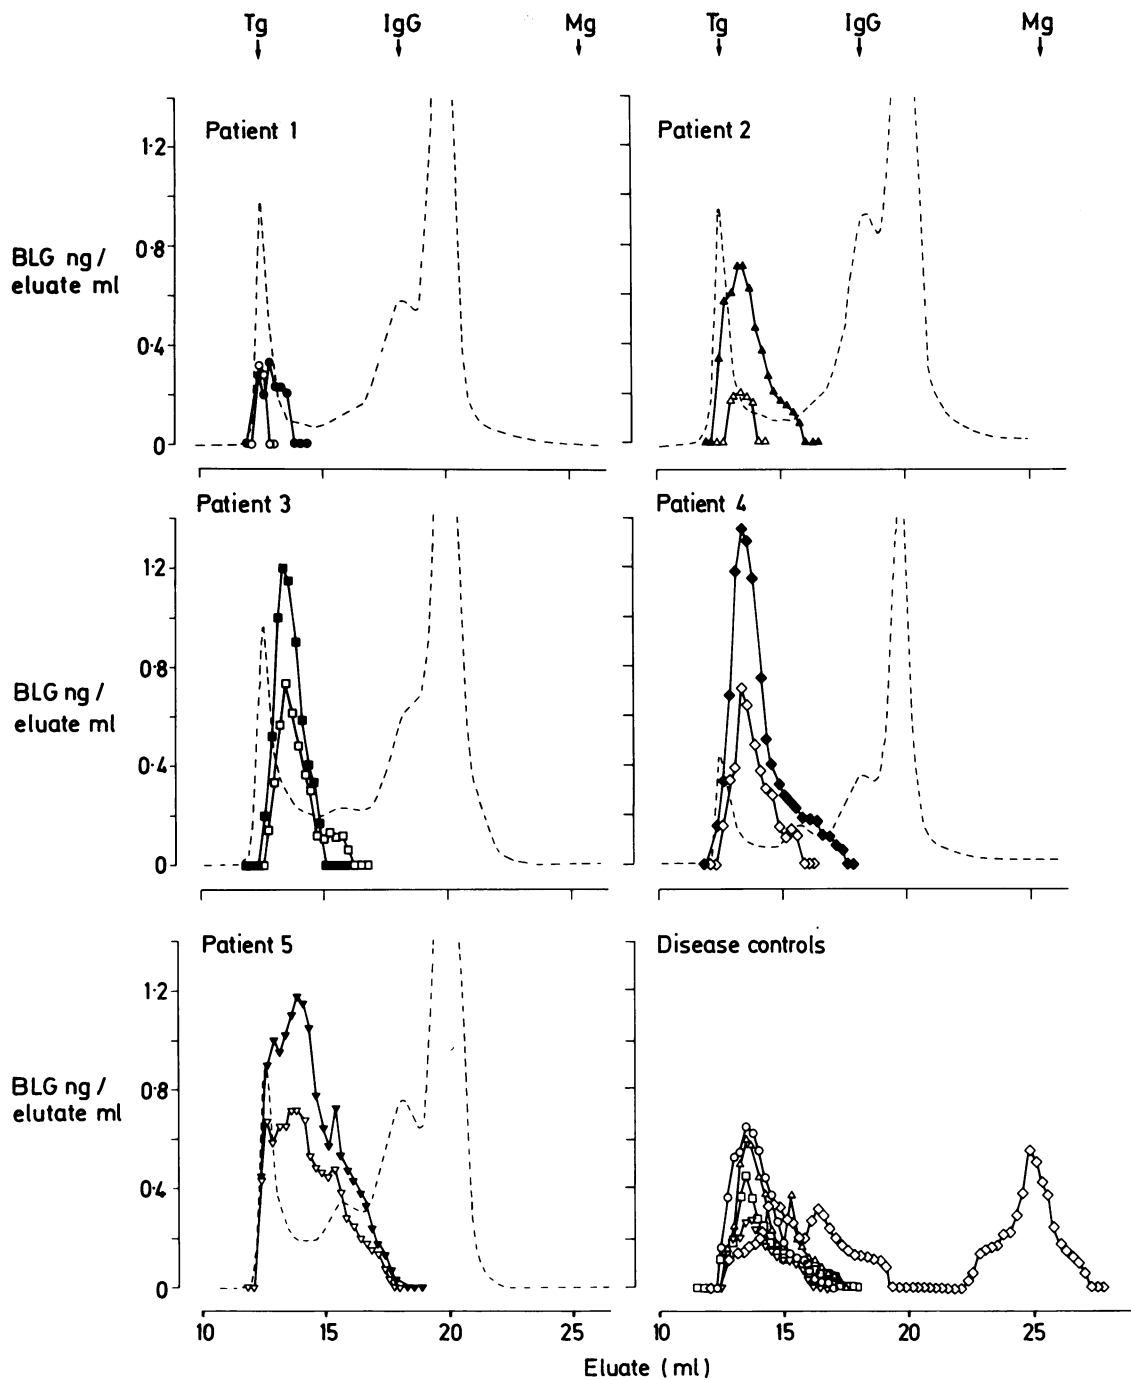 Tg IgG Mg Tg IgG Mg
Patient 1 Patient 2
1·2
0·8
0·4
0
BLG ng/
eluate ml
Patient 3 Patient 4
1·2
0·8
0·4
0
BLG ng/
eluate ml
Patient 5 Disease controls
1·2
0·8
0·4
0
BLG ng/
elutate ml
10 15 20 25 10 15 20 25
Eluate (ml)